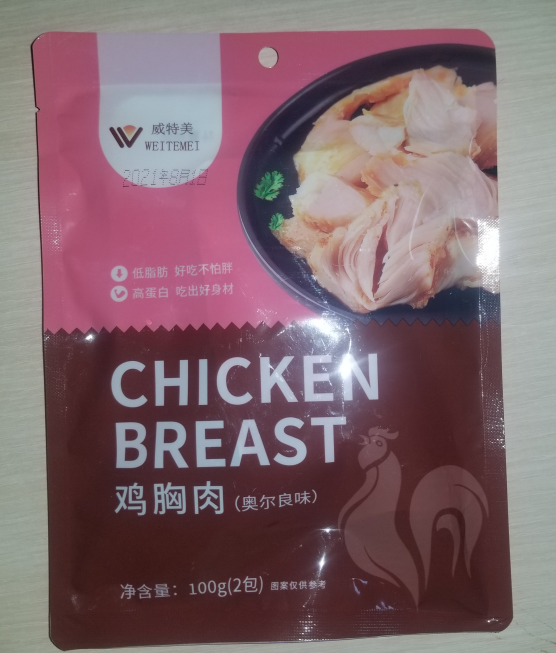 威特美
WEITEMEI
2021年8月
低脂肪 好吃不怕胖
高蛋白 吃出好身材
CHICKEN
BREAST
鸡胸肉（奥尔良味）
净含量：100g(2包) 图案仅供参考